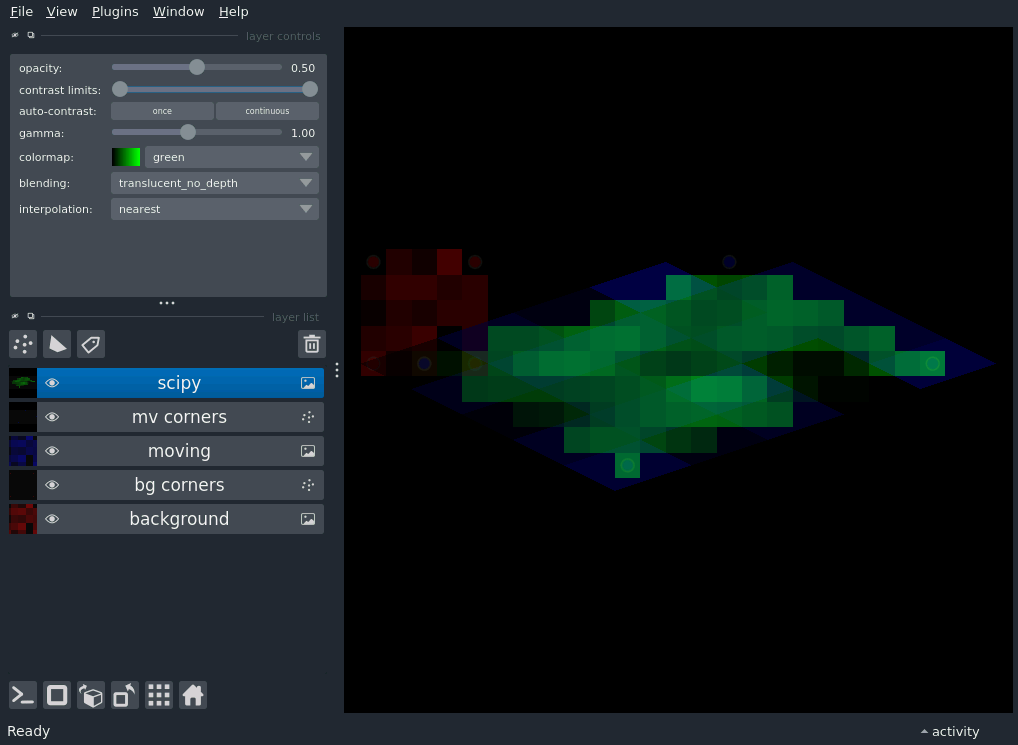 File View Plugins Window Help
layer controls
opacity: 0.50
contrast limits:
auto-contrast: once continuous
gamma: 1.00
colormap: green
blending: translucent_no_depth
interpolation: nearest
layer list
scipy
mv corners
moving
bg corners
background
Ready
activity